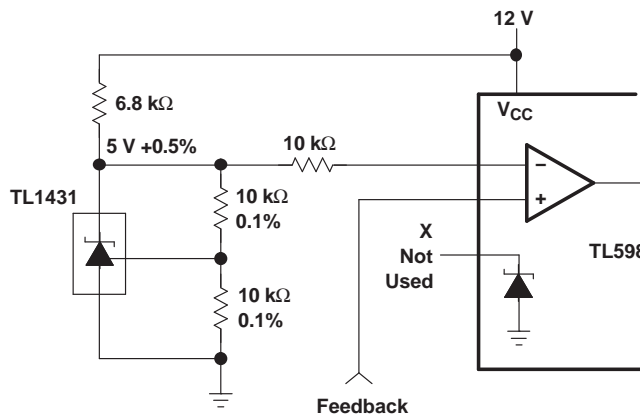 12 V
6.8 kΩ
VCC
5 V +0.5%
10 kΩ
−
TL1431
10 kΩ
0.1%
+
X
Not
Used
TL598
10 kΩ
0.1%
Feedback